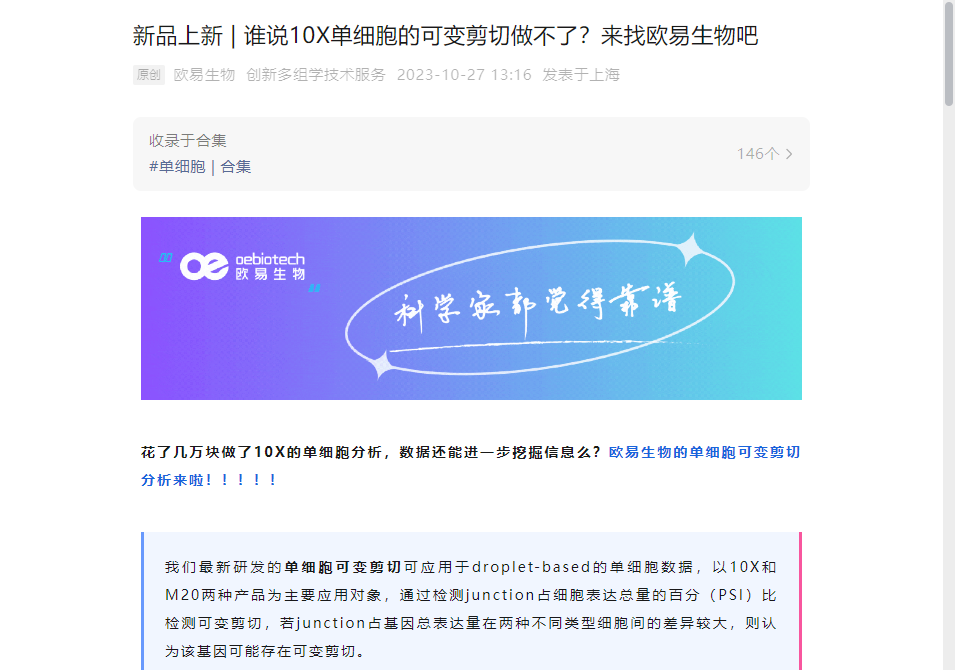 新品上新 | 谁说10X单细胞的可变剪切做不了？来找欧易生物吧
原创 欧易生物 创新多组学技术服务 2023-10-27 13:16 发表于上海
收录于合集
#单细胞 | 合集
146个
oebiotech
欧易生物
科学家都觉得靠谱
花了几万块做了10X的单细胞分析，数据还能进一步挖掘信息么？欧易生物的单细胞可变剪切
分析来啦！！！！！
我们最新研发的单细胞可变剪切可应用于droplet-based的单细胞数据，以10X和
M20两种产品为主要应用对象，通过检测junction占细胞表达总量的百分（PSI）比
检测可变剪切，若junction占基因总表达量在两种不同类型细胞间的差异较大，则认
为该基因可能存在可变剪切。